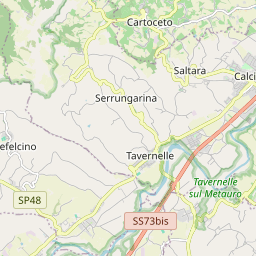 Cartoceto
Saltara
Calci
Serrungarina
efelcino
Tavernelle
Tavernelle
sul Metauro
SP48
SS73bis